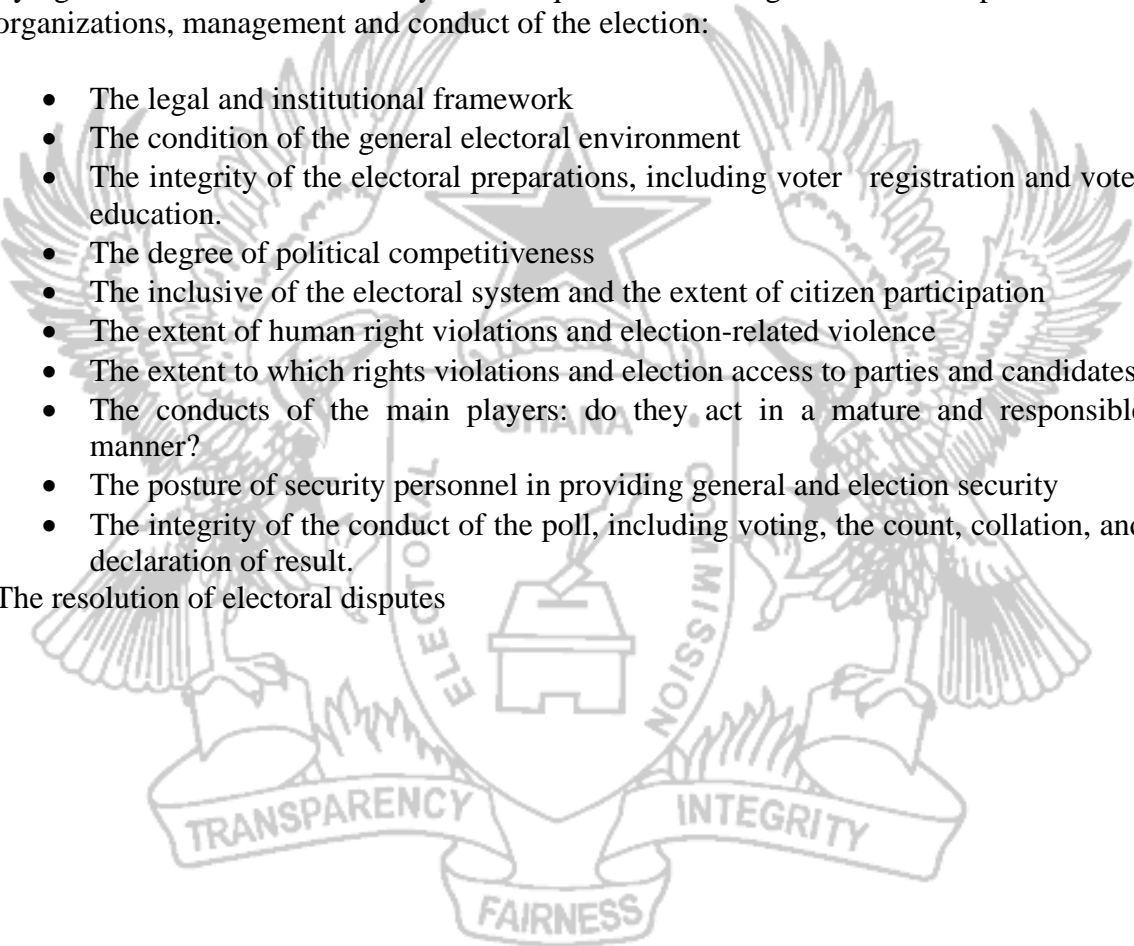 organizations, management and conduct of the election:
• The legal and institutional framework
• The condition of the general electoral environment
• The integrity of the electoral preparations, including voter registration and vote
education.
• The degree of political competitiveness
• The inclusive of the electoral system and the extent of citizen participation
• The extent of human right violations and election-related violence
• The extent to which rights violations and election access to parties and candidates
• The conducts of the main players: do they act in a mature and responsible
manner?
• The posture of security personnel in providing general and election security
• The integrity of the conduct of the poll, including voting, the count, collation, and
declaration of result.
The resolution of electoral disputes
GHANA
ELECTORAL COMMISSION
TRANSPARENCY
INTEGRITY
FAIRNESS